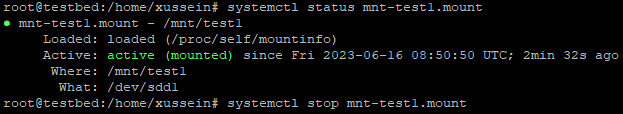 root@testbed:/home/xussein# systemctl status mnt-test1.mount
● mnt-test1.mount - /mnt/test1
Loaded: loaded (/proc/self/mountinfo)
Active: active (mounted) since Fri 2023-06-16 08:50:50 UTC; 2min 32s ago
Where: /mnt/test1
What: /dev/sdd1
root@testbed:/home/xussein# systemctl stop mnt-test1.mount